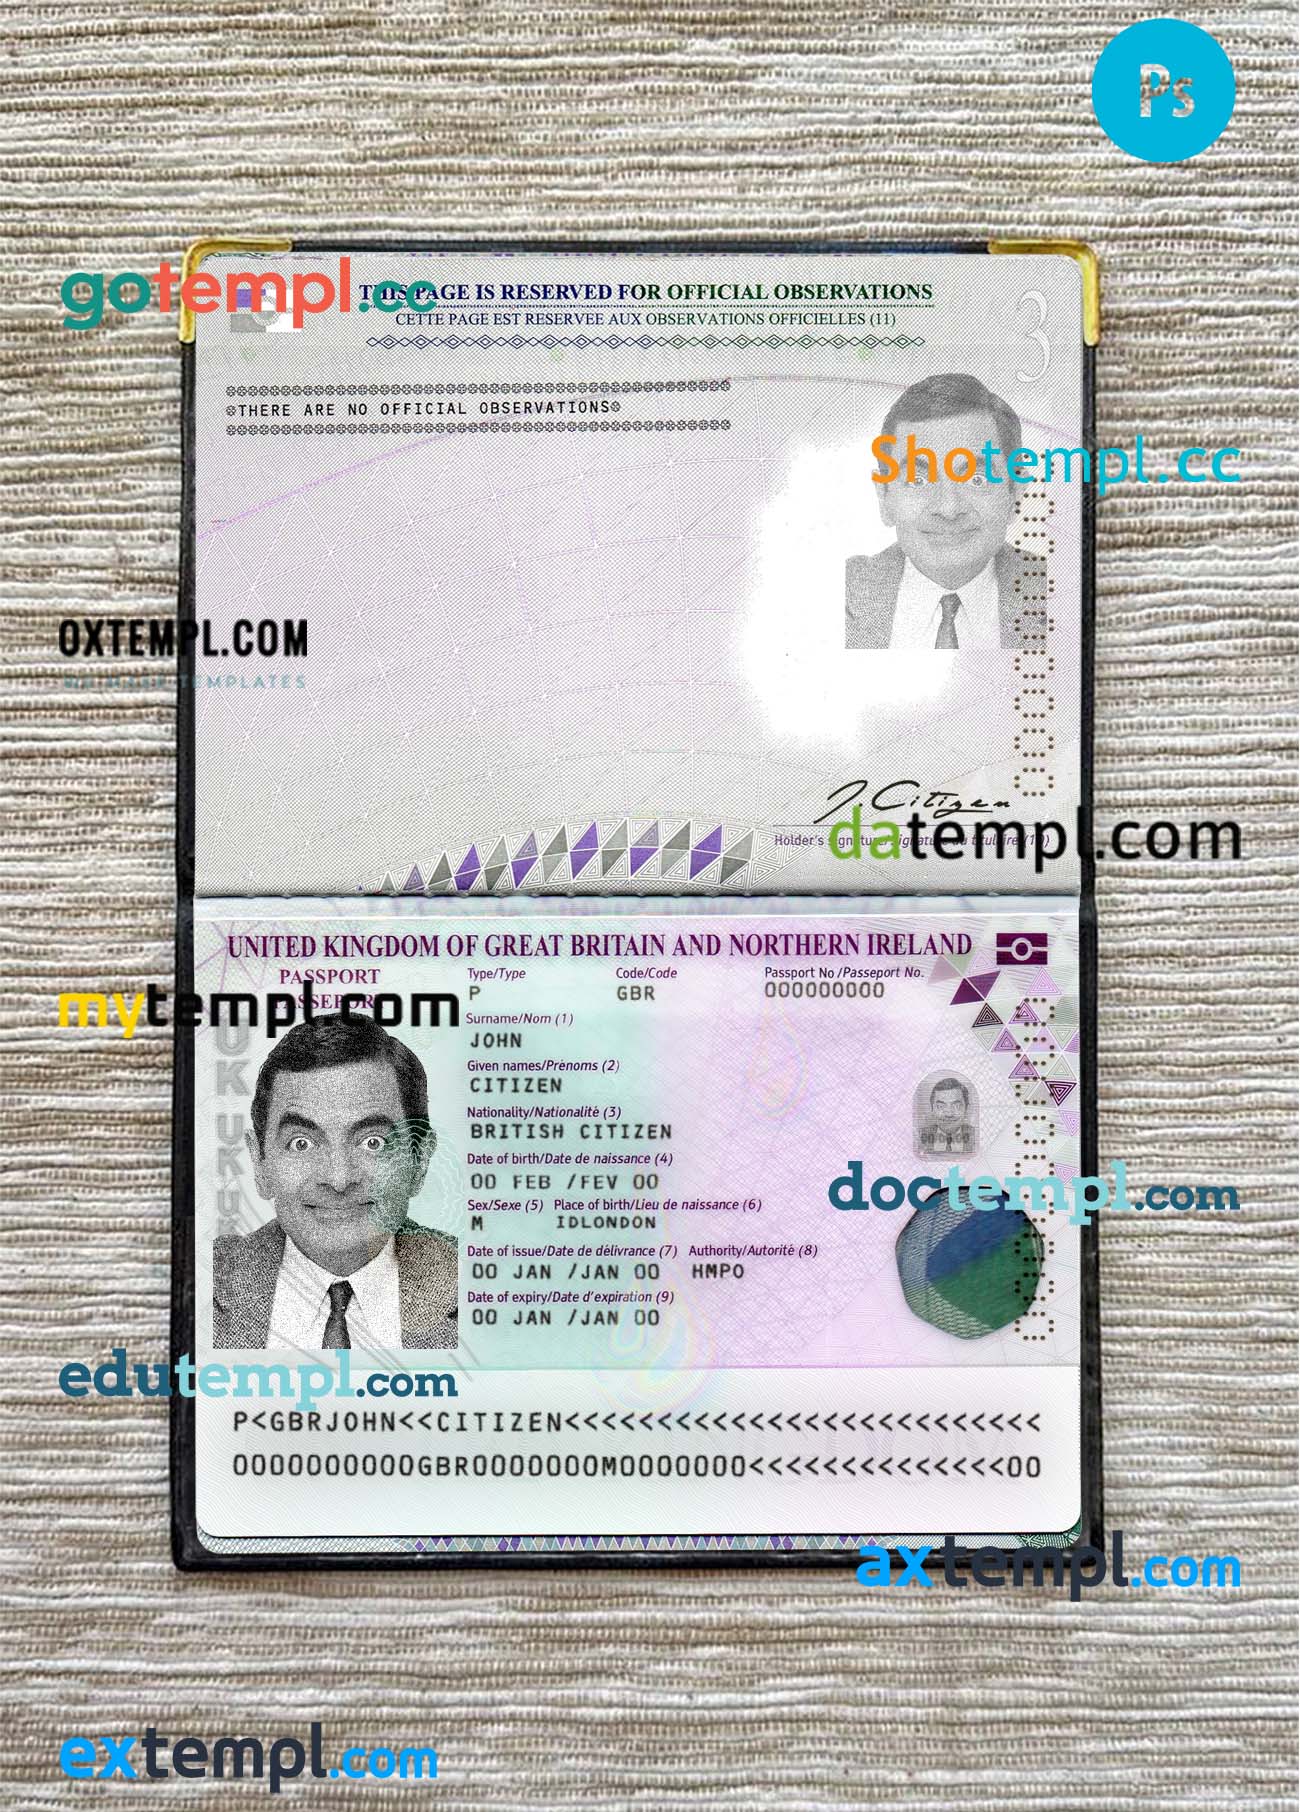 Ps
gotempl.cc
THIS PAGE IS RESERVED FOR OFFICIAL OBSERVATIONS
CETTE PAGE EST RESERVEE AUX OBSERVATIONS OFFICIELLES (11)
3
THERE ARE NO OFFICIAL OBSERVATIONS
Shotempl.cc
OXTEMPL.COM
TEMPLATES
J. Citizen
Holder's signature/Signature du titulaire (10)
datempl.com
UNITED KINGDOM OF GREAT BRITAIN AND NORTHERN IRELAND
PASSPORT
PASSEPORT
Type/Type Code/Code Passport No /Passeport No.
P GBR 000000000
mytempl.com
Surname/Nom (1)
JOHN
Given names/Prénoms (2)
CITIZEN
Nationality/Nationalité (3)
BRITISH CITIZEN
Date of birth/Date de naissance (4)
00 FEB /FEV 00
Sex/Sexe (5) Place of birth/Lieu de naissance (6)
M IDLONDON
Date of issue/Date de délivrance (7) Authority/Autorité (8)
00 JAN /JAN 00 HMPO
Date of expiry/Date d'expiration (9)
00 JAN /JAN 00
UK UK UK
00 00 00
doctempl.com
edutempl.com
P<GBRJOHN<<CITIZEN<<<<<<<<<<<<<<<<<<<<<<<<<<
0000000000GBR0000000M0000000<<<<<<<<<<<<<<00
axtempl.com
extempl.com